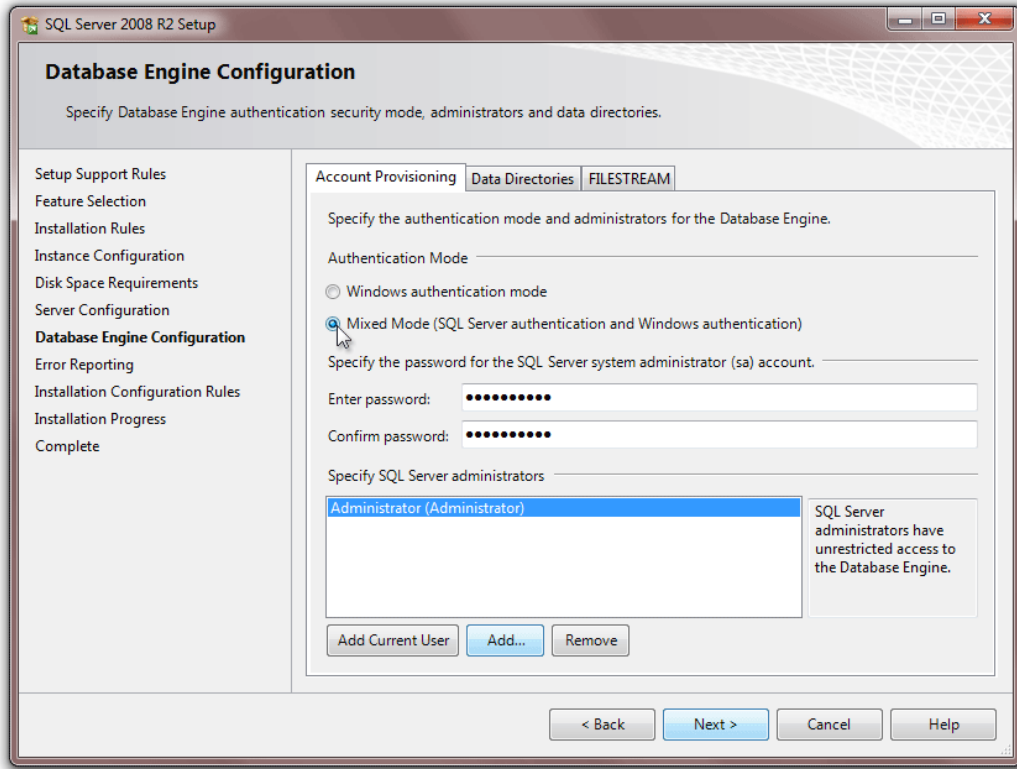 SQL Server 2008 R2 Setup
Database Engine Configuration
Specify Database Engine authentication security mode, administrators and data directories.
Setup Support Rules
Feature Selection
Installation Rules
Instance Configuration
Disk Space Requirements
Server Configuration
Database Engine Configuration
Error Reporting
Installation Configuration Rules
Installation Progress
Complete
Account Provisioning Data Directories FILESTREAM
Specify the authentication mode and administrators for the Database Engine.
Authentication Mode
Windows authentication mode
Mixed Mode (SQL Server authentication and Windows authentication)
Specify the password for the SQL Server system administrator (sa) account.
Enter password: ●●●●●●●●●●
Confirm password: ●●●●●●●●●●
Specify SQL Server administrators
Administrator (Administrator)
SQL Server
administrators have
unrestricted access to
the Database Engine.
Add Current User Add... Remove
< Back Next > Cancel Help